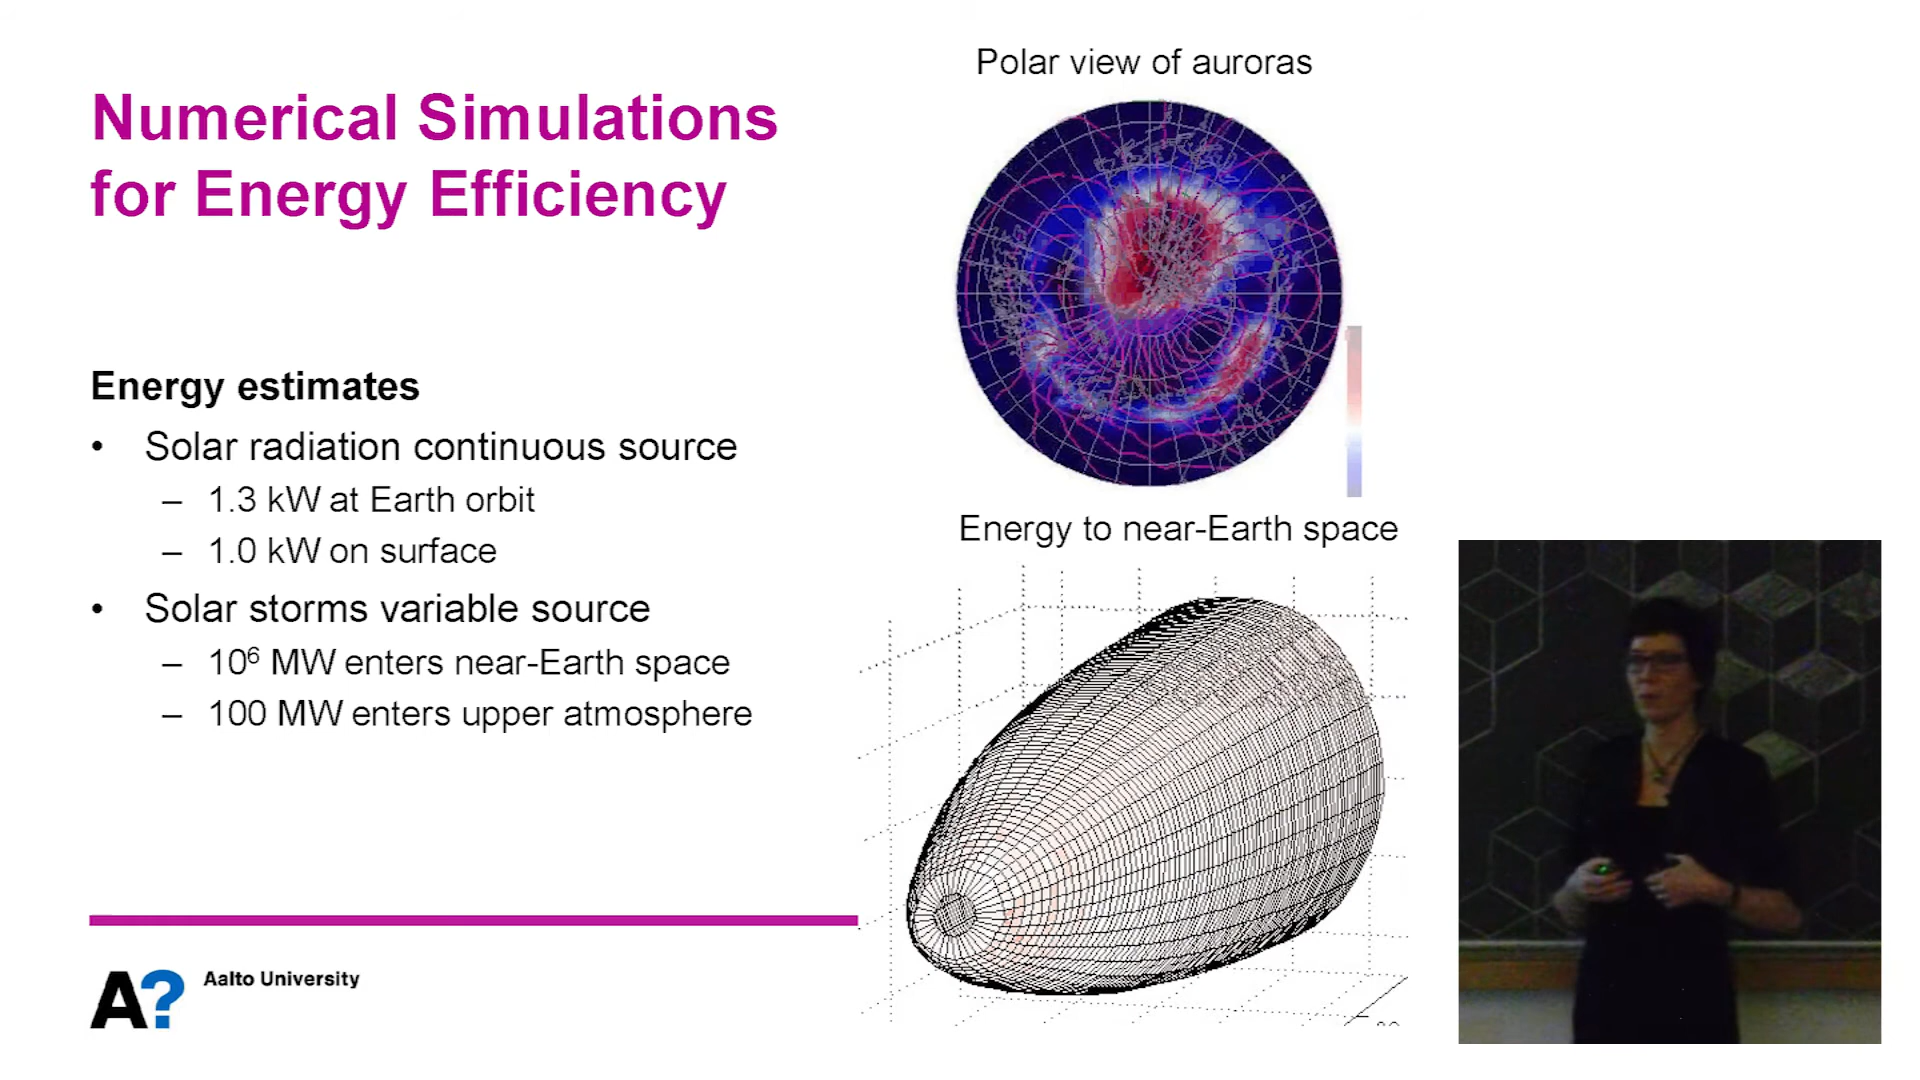 Numerical Simulations
for Energy Efficiency
Energy estimates
• Solar radiation continuous source
– 1.3 kW at Earth orbit
– 1.0 kW on surface
• Solar storms variable source
– 10⁶ MW enters near-Earth space
– 100 MW enters upper atmosphere
A? Aalto University
Polar view of auroras
Energy to near-Earth space